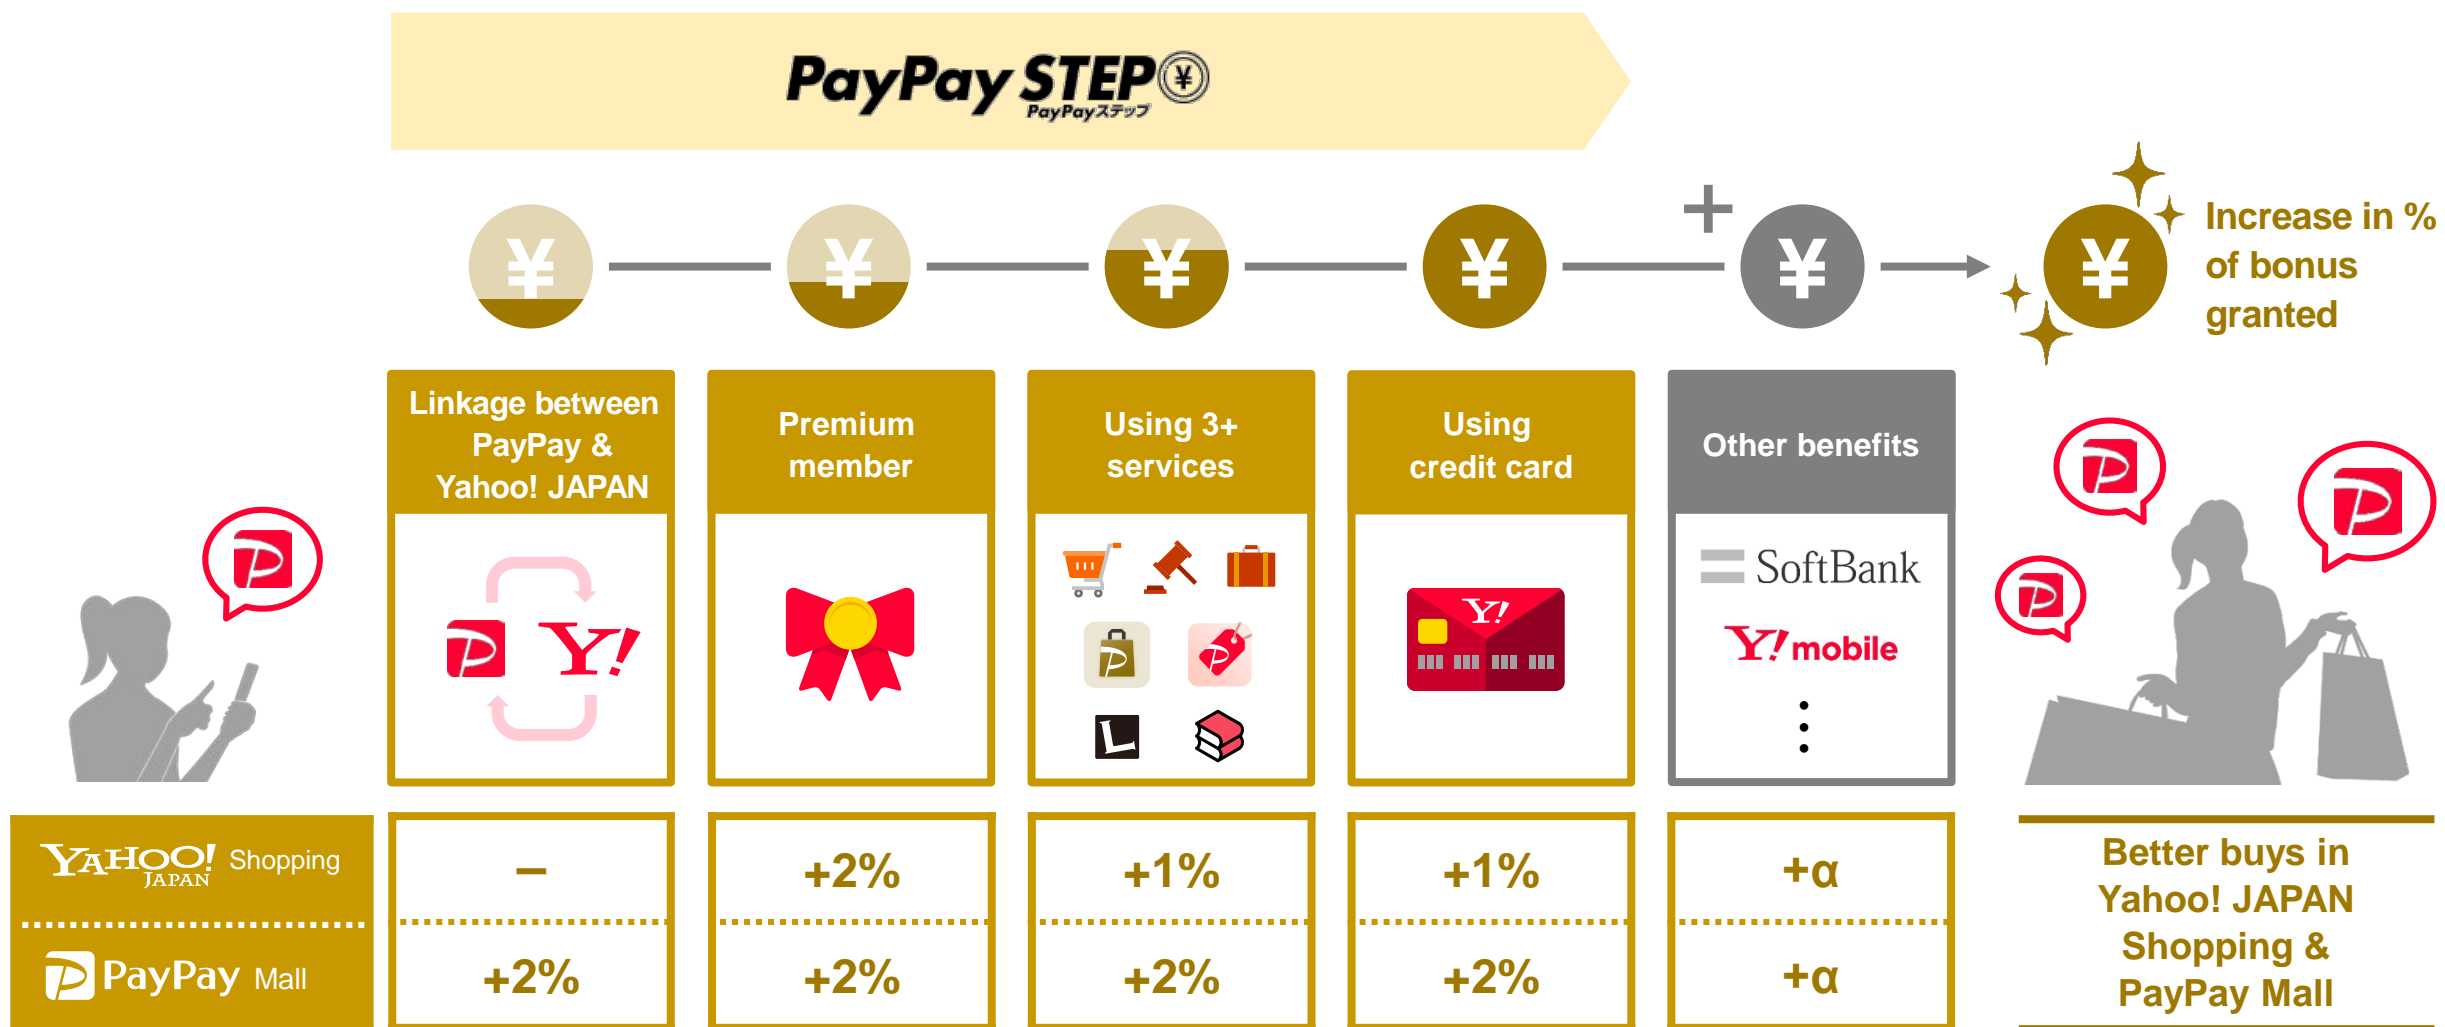 PayPay STEP
PayPayステップ
Increase in %
of bonus
granted
Linkage between
PayPay &
Yahoo! JAPAN
Premium
member
Using 3+
services
Using
credit card
Other benefits
Y!
Y!
SoftBank
Y!mobile
YAHOO! JAPAN Shopping
–
+2%
+1%
+1%
+α
PayPay Mall
+2%
+2%
+2%
+2%
+α
Better buys in
Yahoo! JAPAN
Shopping &
PayPay Mall